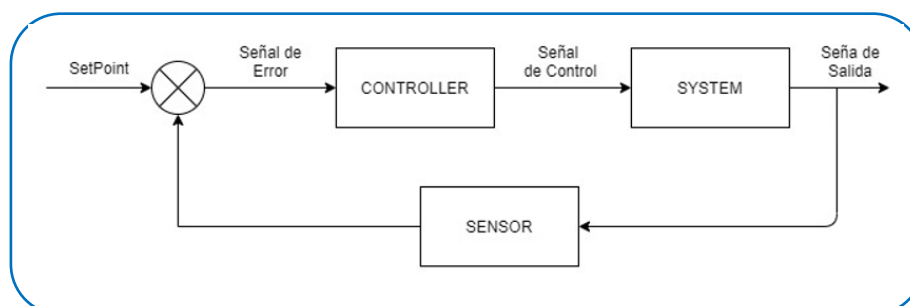 SetPoint
Señal de
Error
CONTROLLER
Señal
de Control
SYSTEM
Seña de
Salida
SENSOR